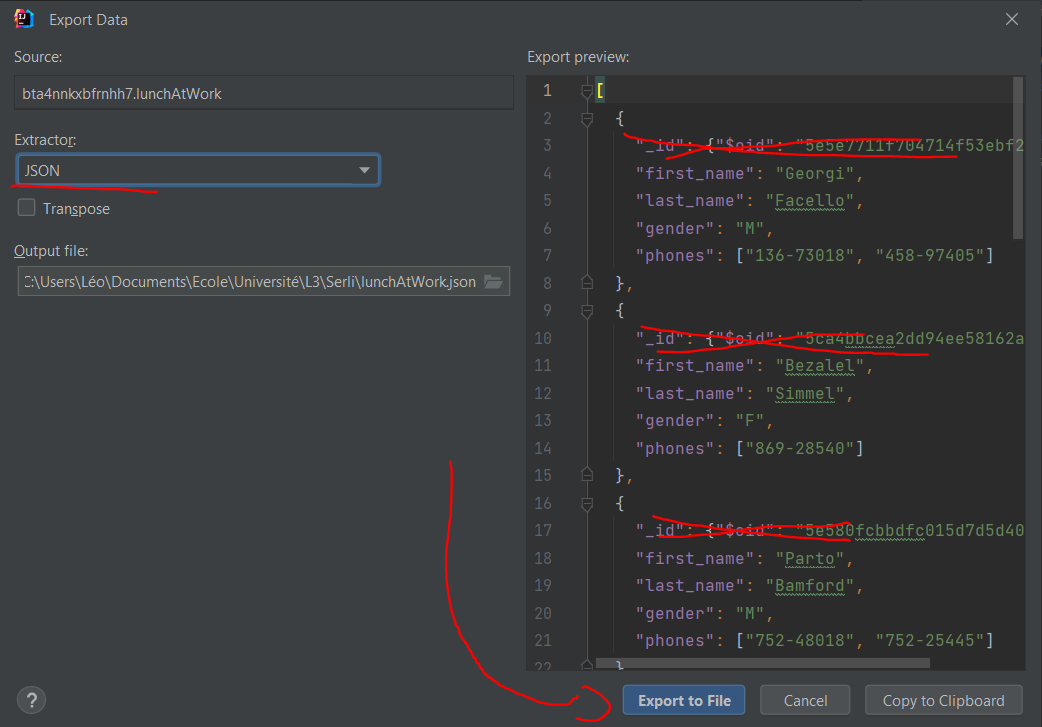 Export Data
Source:
bta4nnkxbfrnhh7.lunchAtWork
Extractor:
JSON
Transpose
Output file:
C:\Users\Léo\Documents\Ecole\Université\L3\Serli\lunchAtWork.json
Export preview:
1 [
2 {
3 "_id": {"$oid": "5e5e7711f704714f53ebf2
4 "first_name": "Georgi",
5 "last_name": "Facello",
6 "gender": "M",
7 "phones": ["136-73018", "458-97405"]
8 },
9 {
10 "_id": {"$oid": "5ca4bbcea2dd94ee58162a
11 "first_name": "Bezalel",
12 "last_name": "Simmel",
13 "gender": "F",
14 "phones": ["869-28540"]
15 },
16 {
17 "_id": {"$oid": "5e580fcbbdfc015d7d5d40
18 "first_name": "Parto",
19 "last_name": "Bamford",
20 "gender": "M",
21 "phones": ["752-48018", "752-25445"]
22 }
?
Export to File
Cancel
Copy to Clipboard